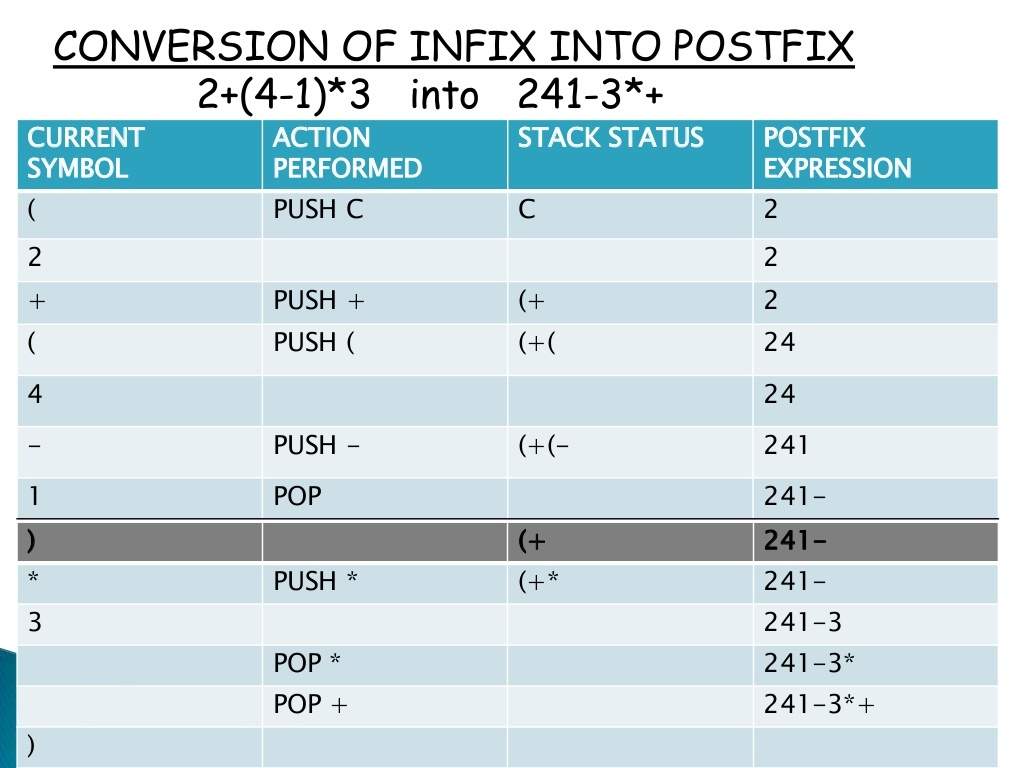 CONVERSION OF INFIX INTO POSTFIX
2+(4-1)*3 into 241-3*+
CURRENT SYMBOL ACTION PERFORMED STACK STATUS POSTFIX EXPRESSION
( PUSH C C 2
2 2
+ PUSH + (+ 2
( PUSH ( (+( 24
4 24
- PUSH - (+(- 241
1 POP 241-
) (+ 241-
* PUSH * (+* 241-
3 241-3
POP * 241-3*
POP + 241-3*+
)